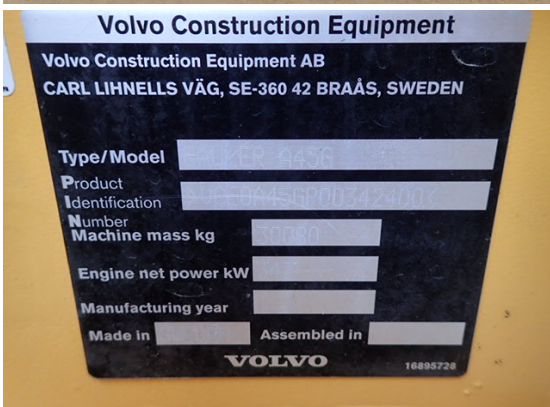 Volvo Construction Equipment
Volvo Construction Equipment AB
CARL LIHNELLS VÄG, SE-360 42 BRAÅS, SWEDEN
Type/Model A45G
Product
Identification
Number
Machine mass kg
Engine net power kW
Manufacturing year
Made in Assembled in
VOLVO 16895728